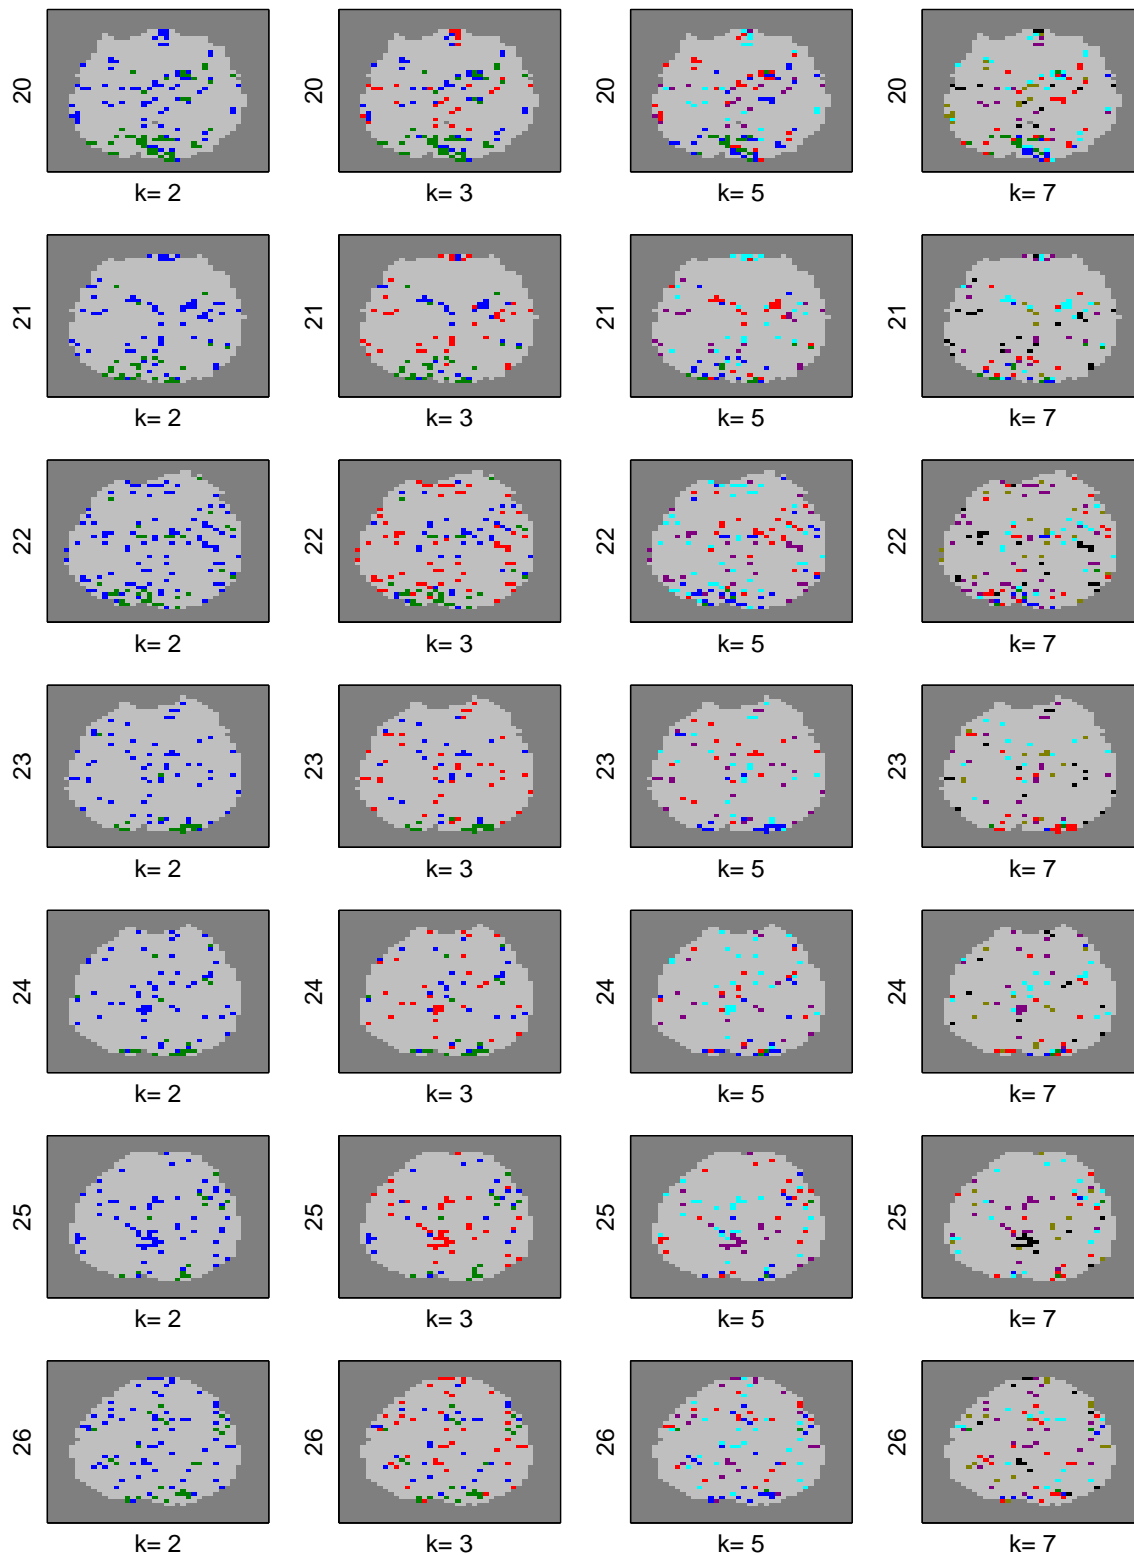 20 20 20 20
k= 2 k= 3 k= 5 k= 7
21 21 21 21
k= 2 k= 3 k= 5 k= 7
22 22 22 22
k= 2 k= 3 k= 5 k= 7
23 23 23 23
k= 2 k= 3 k= 5 k= 7
24 24 24 24
k= 2 k= 3 k= 5 k= 7
25 25 25 25
k= 2 k= 3 k= 5 k= 7
26 26 26 26
k= 2 k= 3 k= 5 k= 7